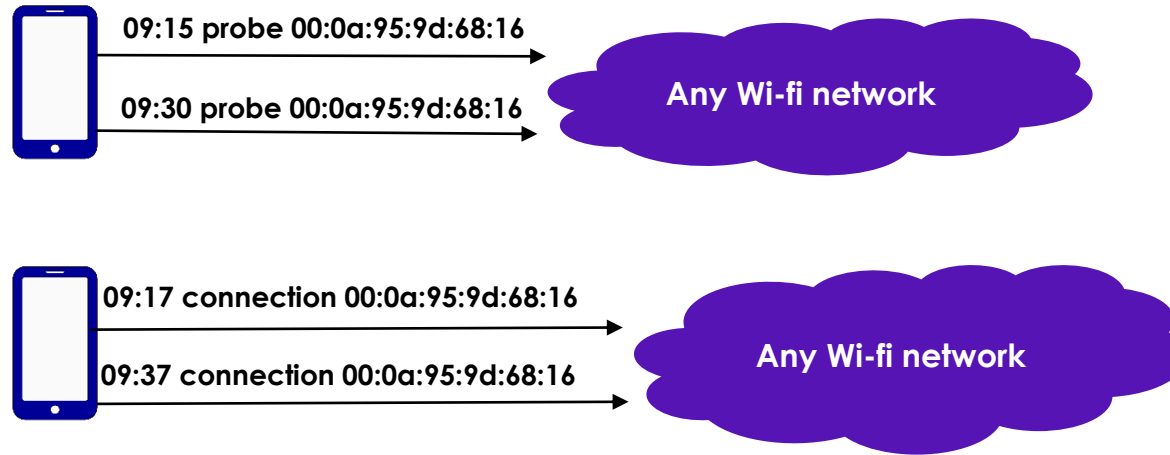 09:15 probe 00:0a:95:9d:68:16
09:30 probe 00:0a:95:9d:68:16
Any Wi-fi network
09:17 connection 00:0a:95:9d:68:16
09:37 connection 00:0a:95:9d:68:16
Any Wi-fi network